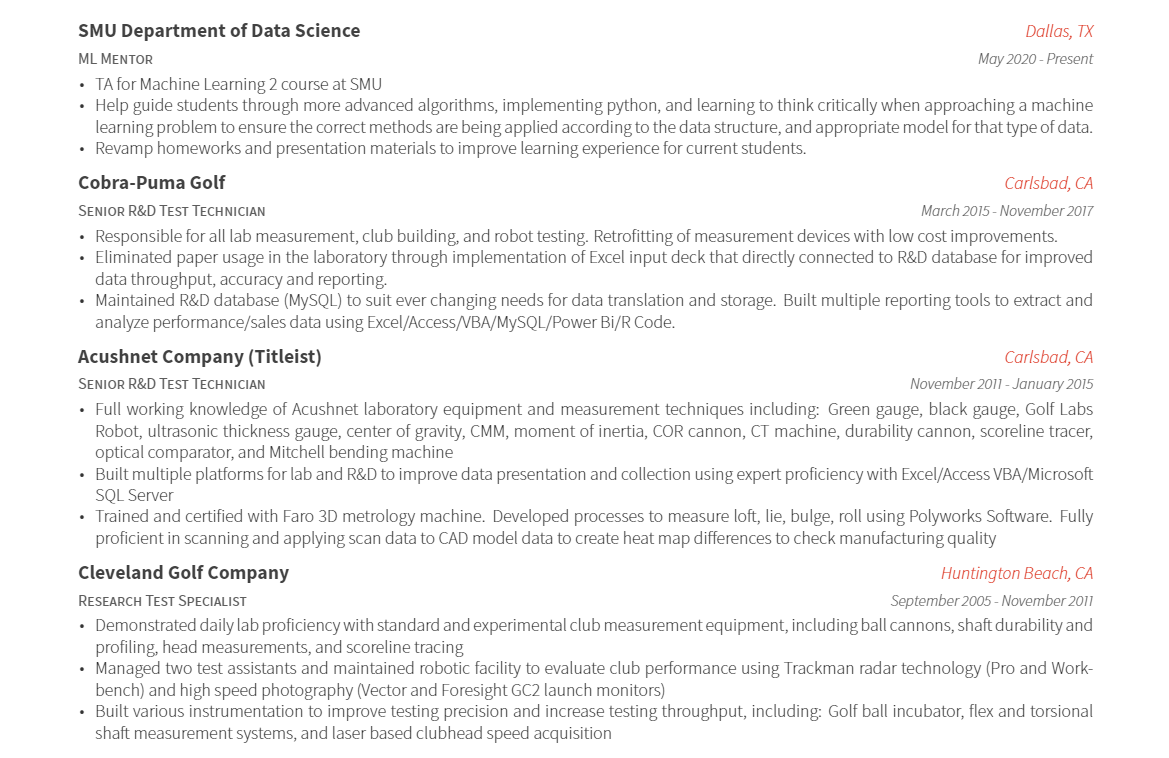 SMU Department of Data Science Dallas, TX
ML Mentor May 2020 - Present
• TA for Machine Learning 2 course at SMU
• Help guide students through more advanced algorithms, implementing python, and learning to think critically when approaching a machine
learning problem to ensure the correct methods are being applied according to the data structure, and appropriate model for that type of data.
• Revamp homeworks and presentation materials to improve learning experience for current students.
Cobra-Puma Golf Carlsbad, CA
Senior R&D Test Technician March 2015 - November 2017
• Responsible for all lab measurement, club building, and robot testing. Retrofitting of measurement devices with low cost improvements.
• Eliminated paper usage in the laboratory through implementation of Excel input deck that directly connected to R&D database for improved
data throughput, accuracy and reporting.
• Maintained R&D database (MySQL) to suit ever changing needs for data translation and storage. Built multiple reporting tools to extract and
analyze performance/sales data using Excel/Access/VBA/MySQL/Power Bi/R Code.
Acushnet Company (Titleist) Carlsbad, CA
Senior R&D Test Technician November 2011 - January 2015
• Full working knowledge of Acushnet laboratory equipment and measurement techniques including: Green gauge, black gauge, Golf Labs
Robot, ultrasonic thickness gauge, center of gravity, CMM, moment of inertia, COR cannon, CT machine, durability cannon, scoreline tracer,
optical comparator, and Mitchell bending machine
• Built multiple platforms for lab and R&D to improve data presentation and collection using expert proficiency with Excel/Access VBA/Microsoft
SQL Server
• Trained and certified with Faro 3D metrology machine. Developed processes to measure loft, lie, bulge, roll using Polyworks Software. Fully
proficient in scanning and applying scan data to CAD model data to create heat map differences to check manufacturing quality
Cleveland Golf Company Huntington Beach, CA
Research Test Specialist September 2005 - November 2011
• Demonstrated daily lab proficiency with standard and experimental club measurement equipment, including ball cannons, shaft durability and
profiling, head measurements, and scoreline tracing
• Managed two test assistants and maintained robotic facility to evaluate club performance using Trackman radar technology (Pro and Work-
bench) and high speed photography (Vector and Foresight GC2 launch monitors)
• Built various instrumentation to improve testing precision and increase testing throughput, including: Golf ball incubator, flex and torsional
shaft measurement systems, and laser based clubhead speed acquisition